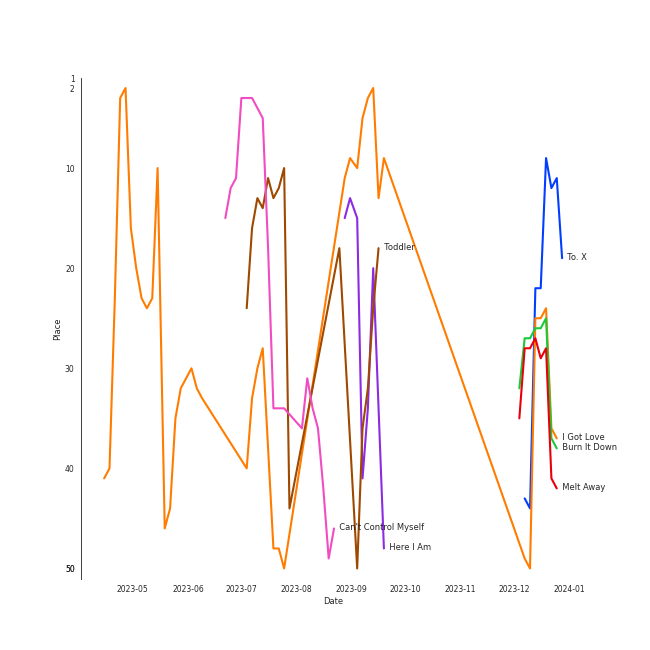 1
2
10
20
30
40
50
Place
Toddler
To. X
I Got Love
Burn It Down
Melt Away
Can't Control Myself
Here I Am
2023-05
2023-06
2023-07
2023-08
2023-09
2023-10
2023-11
2023-12
2024-01
Date